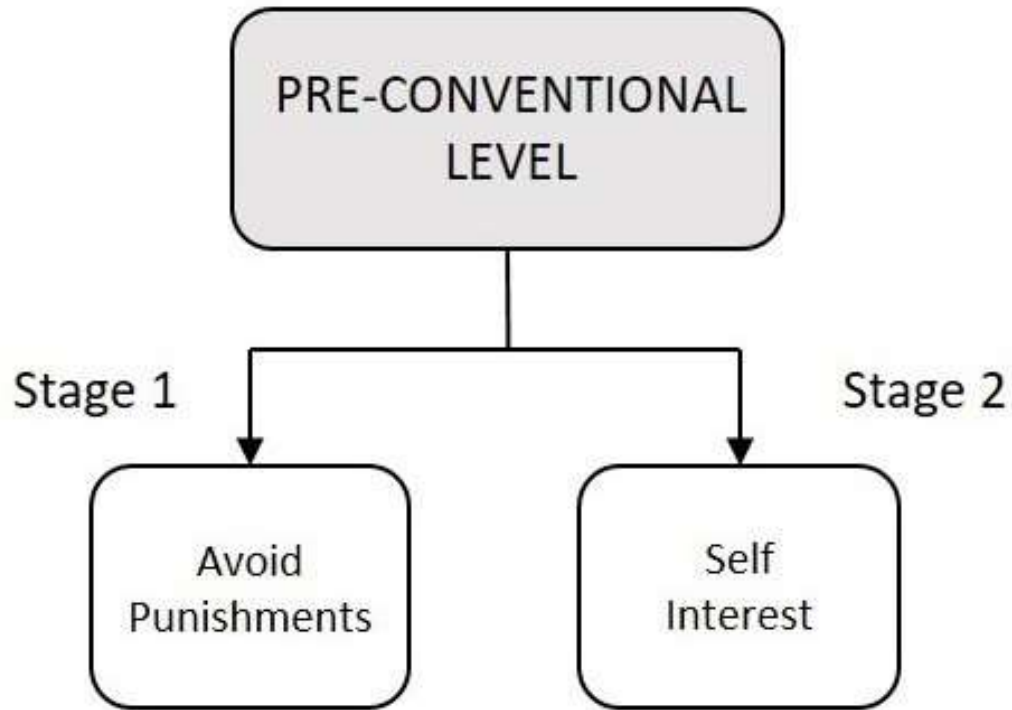 PRE-CONVENTIONAL
LEVEL
Stage 1
Stage 2
Avoid
Punishments
Self
Interest